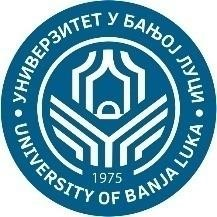 • УНИВЕРЗИТЕТ У БАЊОЈ ЛУЦИ •
1975
UNIVERSITY OF BANJA LUKA